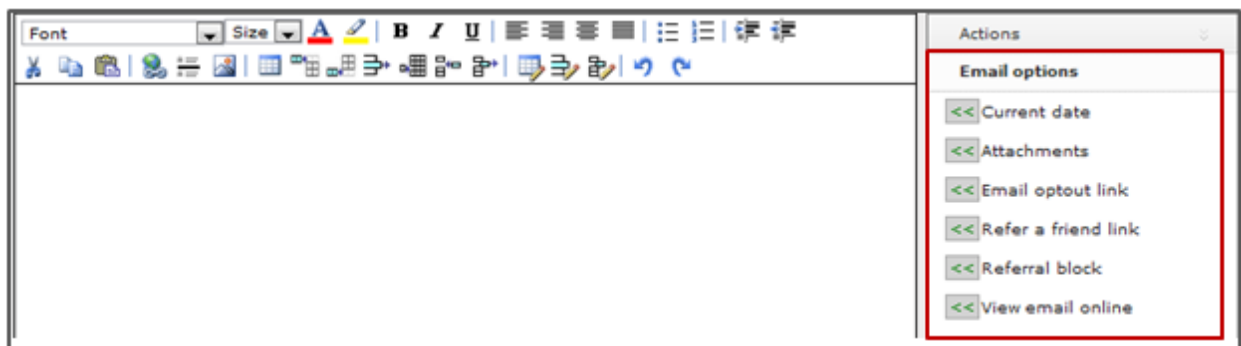 Font Size A B I U
Actions
Email options
<< Current date
<< Attachments
<< Email optout link
<< Refer a friend link
<< Referral block
<< View email online